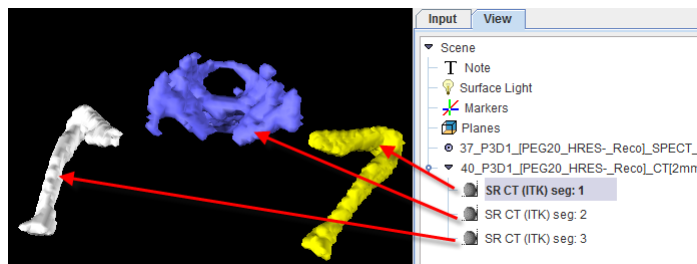 Input View
Scene
Note
Surface Light
Markers
Planes
37_P3D1_[PEG20_HRES-_Reco]_SPECT_
40_P3D1_[PEG20_HRES-_Reco]_CT[2mm
SR CT (ITK) seg: 1
SR CT (ITK) seg: 2
SR CT (ITK) seg: 3